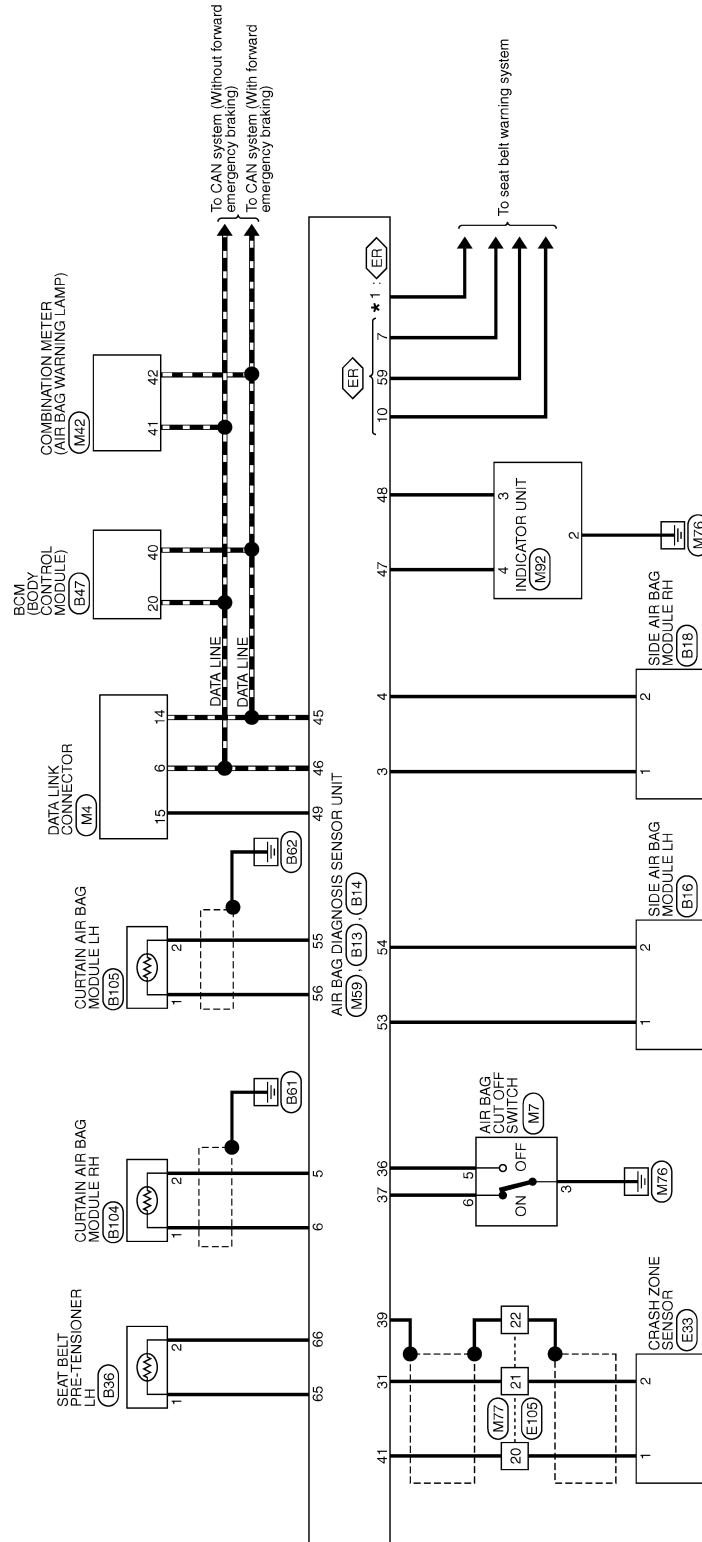 SEAT BELT
PRE-TENSIONER
LH
B36
1 2
CURTAIN AIR BAG
MODULE RH
B104
1 2
B61
CURTAIN AIR BAG
MODULE LH
B105
1 2
B62
DATA LINK
CONNECTOR
M4
15 6 14
DATA LINE
DATA LINE
BCM
(BODY
CONTROL
MODULE)
B47
20 40
COMBINATION METER
(AIR BAG WARNING LAMP)
M42
41 42
To CAN system (Without forward
emergency braking)
To CAN system (With forward
emergency braking)
65 66 6 5 56 55 49 46 45
AIR BAG DIAGNOSIS SENSOR UNIT
M59 , B13 , B14
41 31 39 37 36 53 54 3 4 47 48 10 59 7 * 1 : ER
ER
To seat belt warning system
M77
E105
20 21 22
CRASH ZONE
SENSOR
E33
1 2
AIR BAG
CUT OFF
SWITCH
M7
6 5
ON OFF
3
M76
SIDE AIR BAG
MODULE LH
B16
1 2
SIDE AIR BAG
MODULE RH
B18
1 2
4 3
INDICATOR UNIT
M92
2
M76